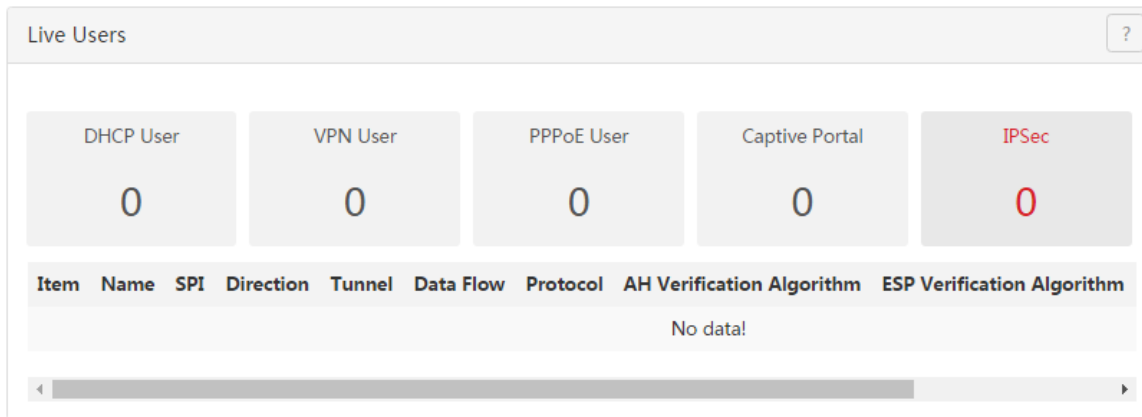 Live Users
?
DHCP User VPN User PPPoE User Captive Portal IPSec
0 0 0 0 0
Item Name SPI Direction Tunnel Data Flow Protocol AH Verification Algorithm ESP Verification Algorithm
No data!